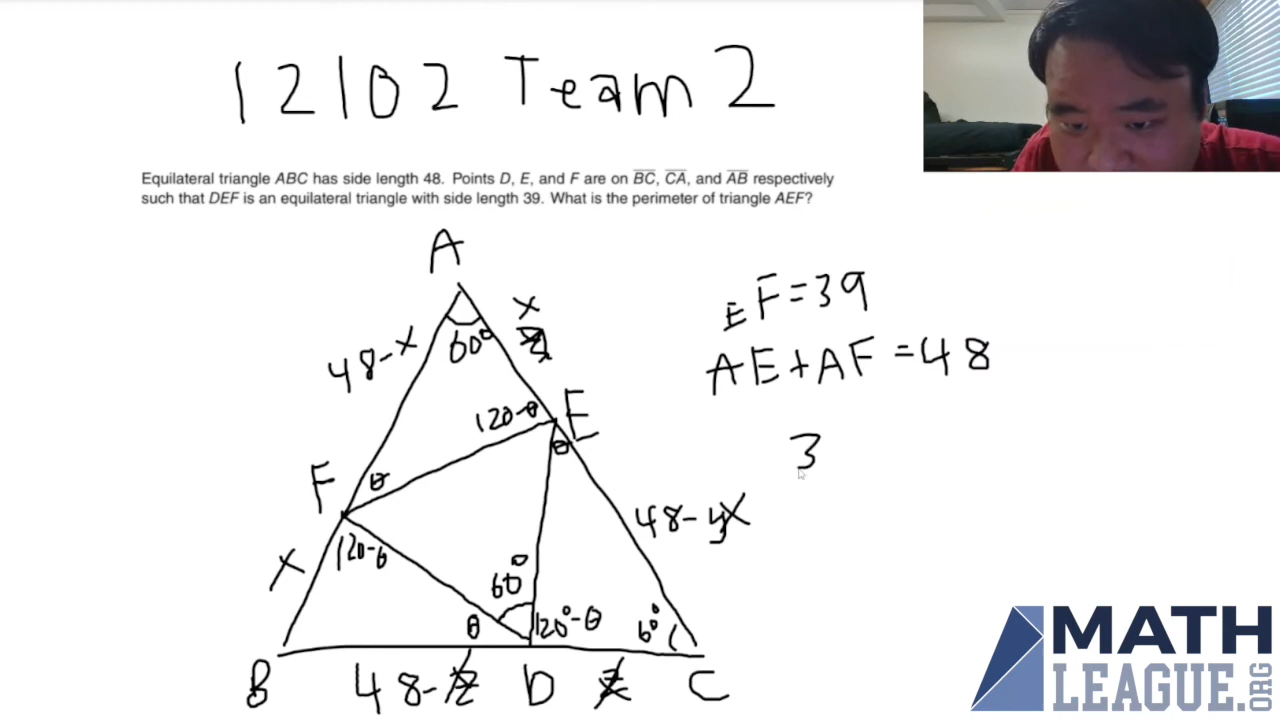 12102 Team 2
Equilateral triangle ABC has side length 48. Points D, E, and F are on BC, CA, and AB respectively
such that DEF is an equilateral triangle with side length 39. What is the perimeter of triangle AEF?
A
x
48-x
60°
EF=39
AE+AF=48
120-θ
E
θ
F
θ
3
48-x
120-θ
x
60°
θ
120°-θ
60°
B
48-
D
C
MATH
LEAGUE.ORG